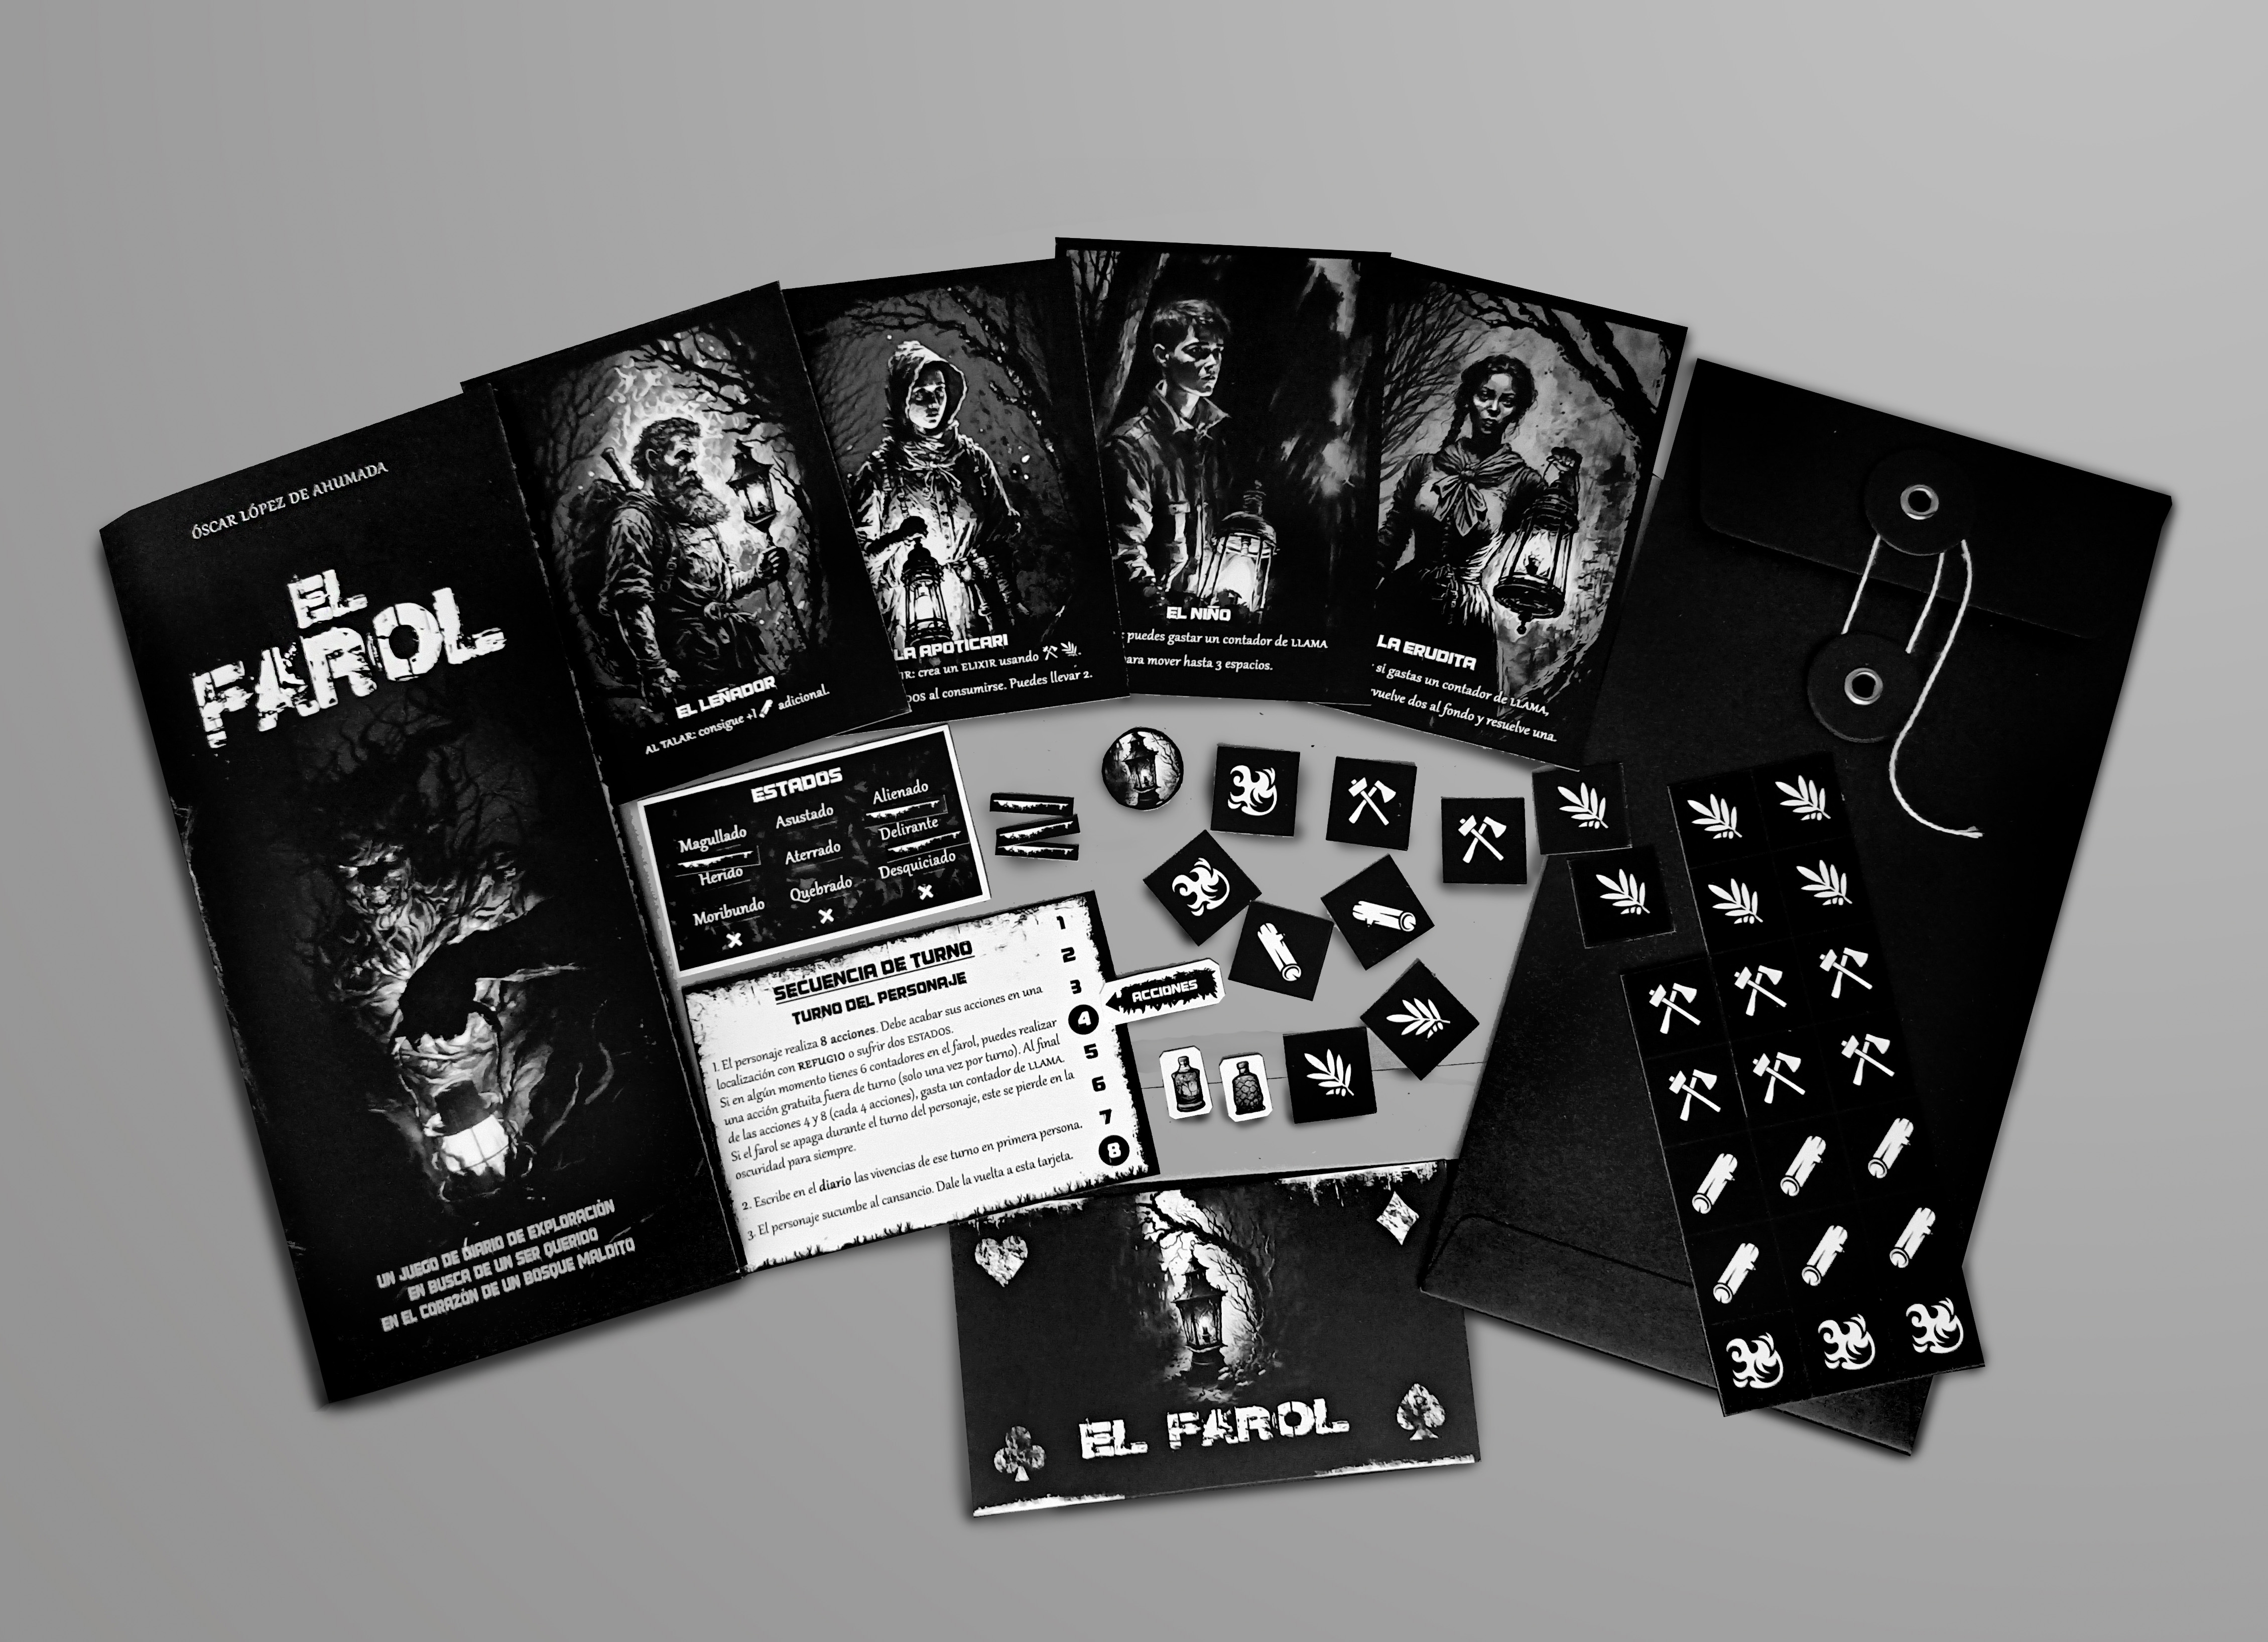 ÓSCAR LÓPEZ DE AHUMADA
EL
FAROL
UN JUEGO DE DIARIO DE EXPLORACIÓN
EN BUSCA DE UN SER QUERIDO
EN EL CORAZÓN DE UN BOSQUE MALDITO
EL LEÑADOR
AL TALAR: consigue +1 adicional.
LA APOTICARI
IR: crea un ELIXIR usando
DOS al consumirse. Puedes llevar 2.
EL NIÑO
puedes gastar un contador de LLAMA
para mover hasta 3 espacios.
LA ERUDITA
si gastas un contador de LLAMA,
vuelve dos al fondo y resuelve una.
ESTADOS
Magullado Asustado Alienado
Herido Aterrado Delirante
Moribundo Quebrado Desquiciado
SECUENCIA DE TURNO
TURNO DEL PERSONAJE
1. El personaje realiza 8 acciones. Debe acabar sus acciones en una
localización con REFUGIO o sufrir dos ESTADOS.
Si en algún momento tienes 6 contadores en el farol, puedes realizar
una acción gratuita fuera de turno (solo una vez por turno). Al final
de las acciones 4 y 8 (cada 4 acciones), gasta un contador de LLAMA.
Si el farol se apaga durante el turno del personaje, este se pierde en la
oscuridad para siempre.
2. Escribe en el diario las vivencias de ese turno en primera persona.
3. El personaje sucumbe al cansancio. Dale la vuelta a esta tarjeta.
1
2
3
4
5
6
7
8
ACCIONES
EL FAROL